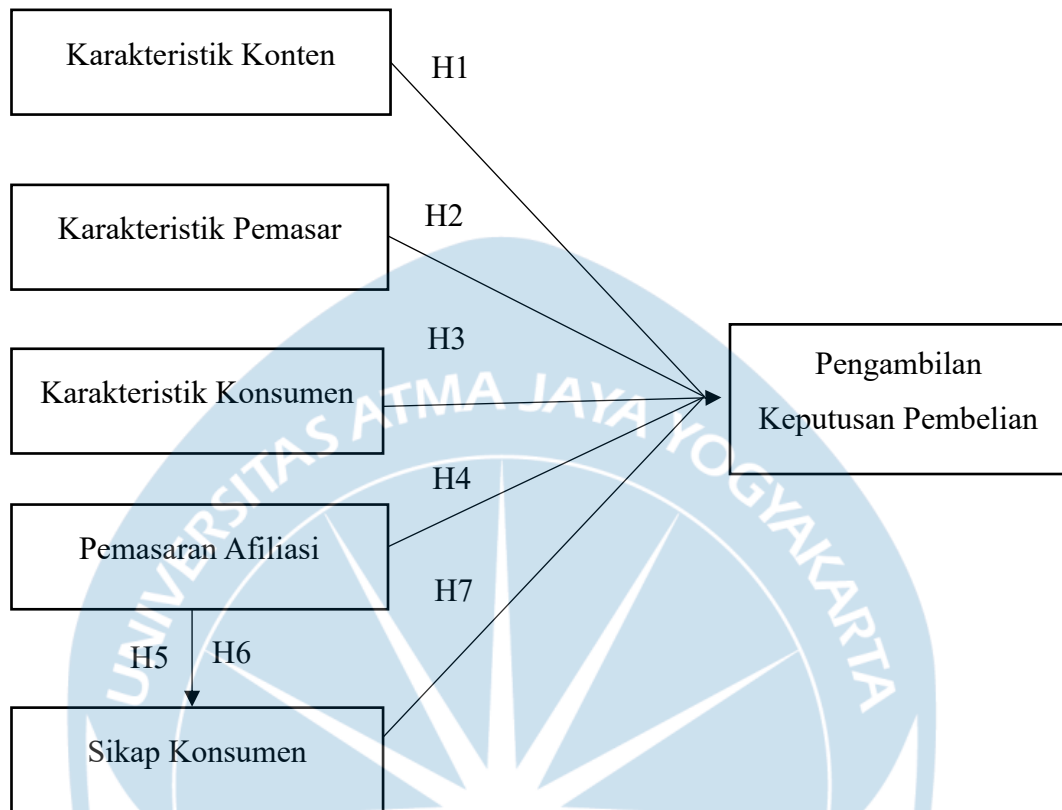 Karakteristik Konten
H1
Karakteristik Pemasar
H2
H3
Karakteristik Konsumen
Pengambilan
Keputusan Pembelian
H4
Pemasaran Afiliasi
H7
H5
H6
Sikap Konsumen
UNIVERSITAS ATMA JAYA YOGYAKARTA